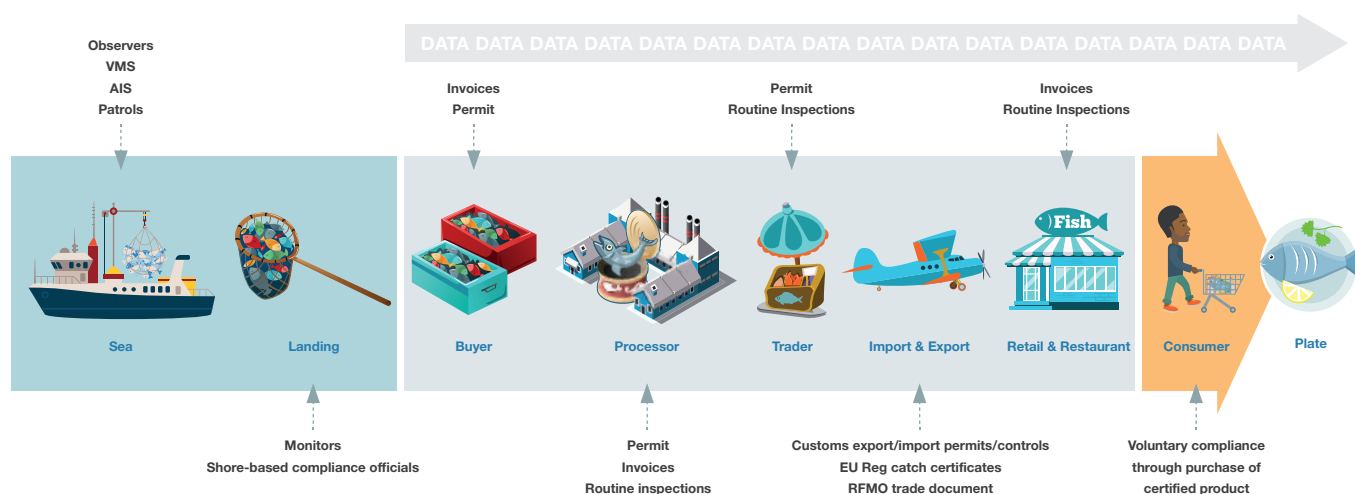 DATA DATA DATA DATA DATA DATA DATA DATA DATA DATA DATA DATA DATA DATA DATA DATA
Observers
VMS
AIS
Patrols
Invoices
Permit
Permit
Routine Inspections
Invoices
Routine Inspections
Fish
Sea
Landing
Buyer
Processor
Trader
Import & Export
Retail & Restaurant
Consumer
Plate
Monitors
Shore-based compliance officials
Permit
Invoices
Routine inspections
Customs export/import permits/controls
EU Reg catch certificates
RFMO trade document
Voluntary compliance
through purchase of
certified product